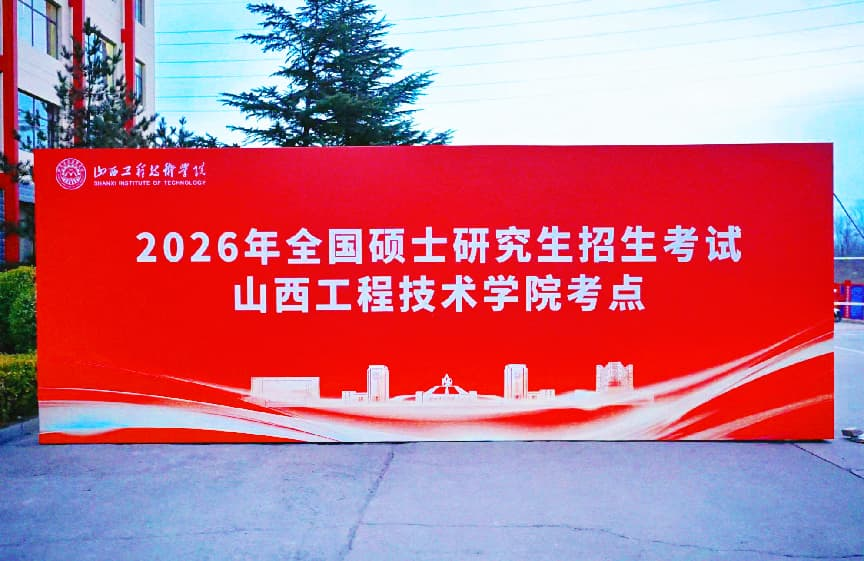 山西工程技术学院
SHANXI INSTITUTE OF TECHNOLOGY
2026年全国硕士研究生招生考试
山西工程技术学院考点